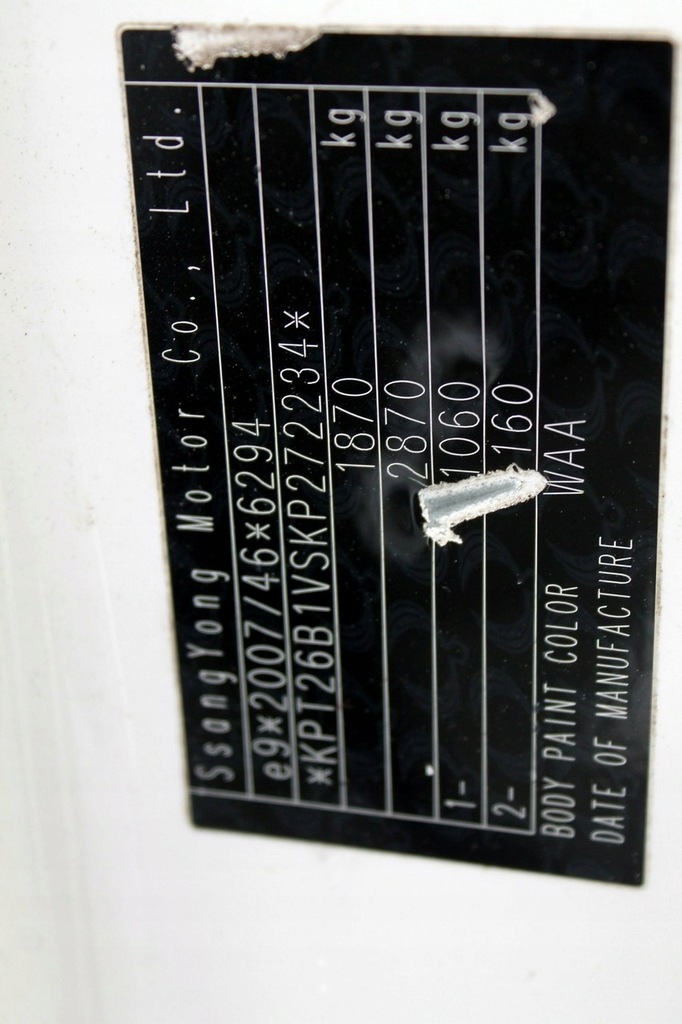 SsangYong Motor Co., Ltd.
e9*2007/46*6294
*KPT26B1VSKP272234*
1870 kg
2870 kg
1- 1060 kg
2- 160 kg
BODY PAINT COLOR WAA
DATE OF MANUFACTURE